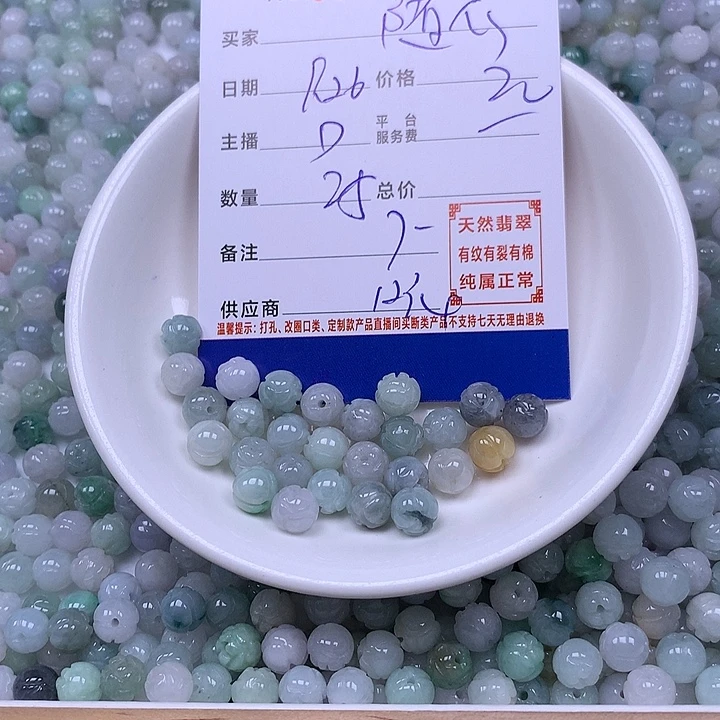 买家
日期 价格
主播 D 平台服务费
数量 25 总价
备注
供应商
天然翡翠
有纹有裂有棉
纯属正常
温馨提示：打孔、改圈口类、定制款产品直播间买断类产品不支持七天无理由退换